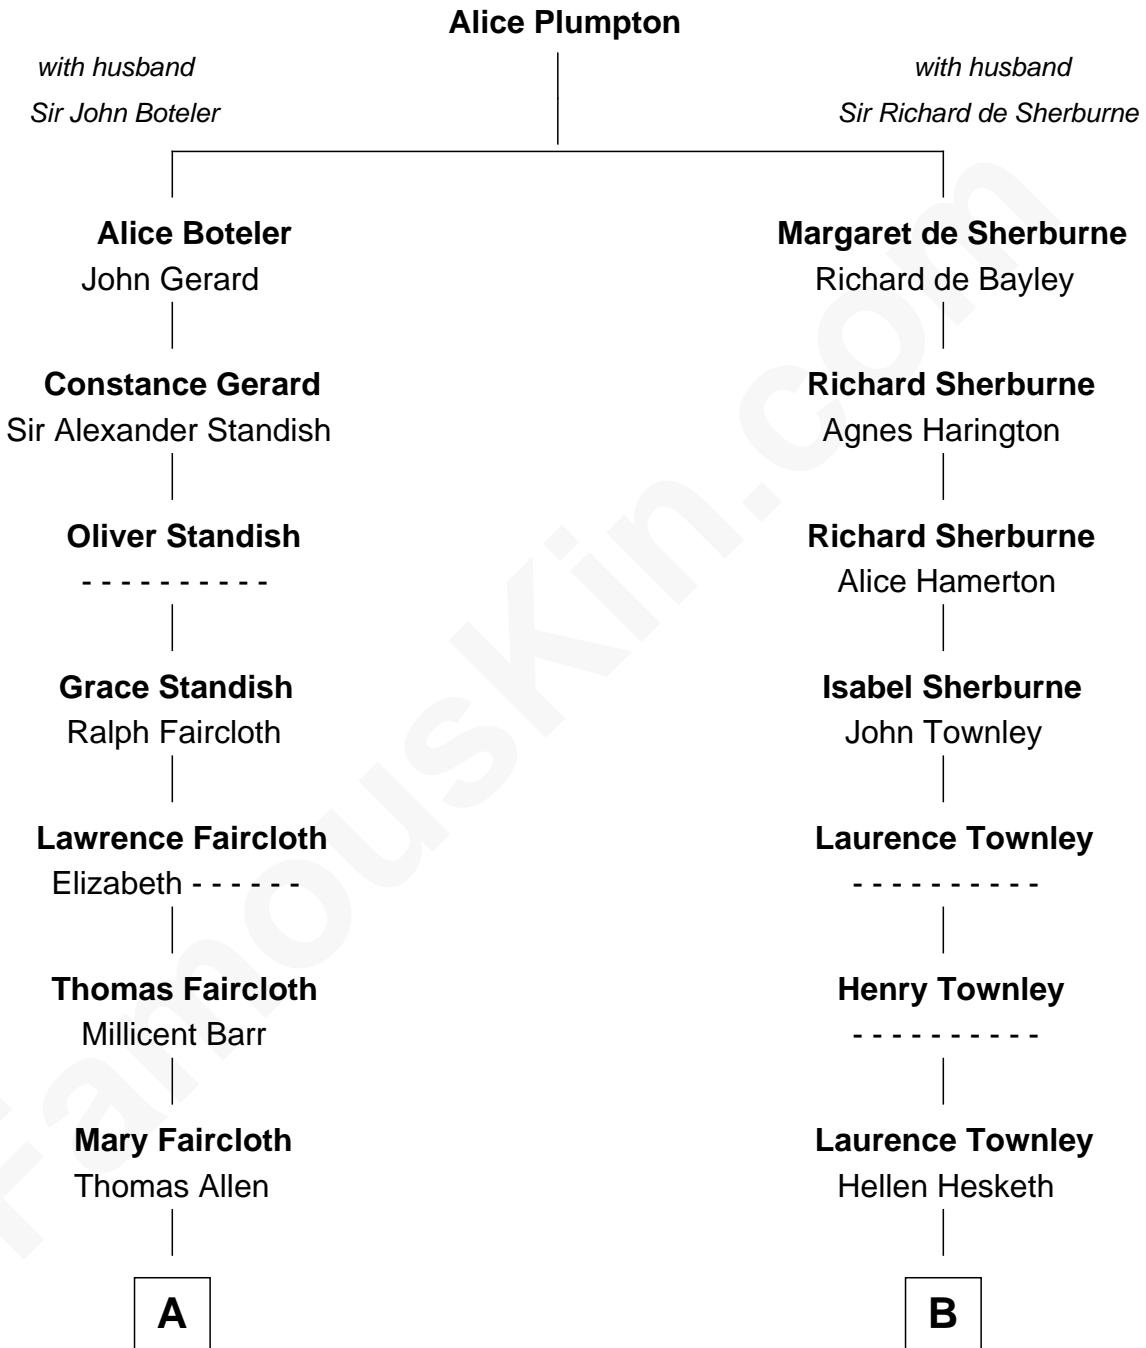 Alice Plumpton
with husband
Sir John Boteler
with husband
Sir Richard de Sherburne
Alice Boteler
John Gerard
Margaret de Sherburne
Richard de Bayley
Constance Gerard
Sir Alexander Standish
Richard Sherburne
Agnes Harington
Oliver Standish
- - - - - - - - - -
Richard Sherburne
Alice Hamerton
Grace Standish
Ralph Faircloth
Isabel Sherburne
John Townley
Lawrence Faircloth
Elizabeth - - - - - -
Laurence Townley
- - - - - - - - - -
Thomas Faircloth
Millicent Barr
Henry Townley
- - - - - - - - - -
Mary Faircloth
Thomas Allen
Laurence Townley
Hellen Hesketh
A
B
FamousKin.com